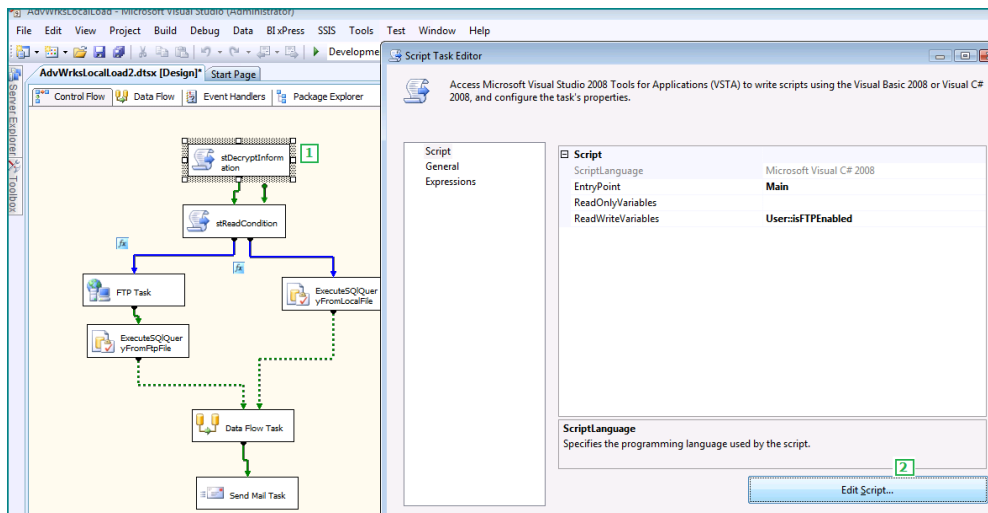 AdvWrksLocalLoad - Microsoft Visual Studio (Administrator)
File Edit View Project Build Debug Data BIxPress SSIS Tools Test Window Help
Developme
Script Task Editor
AdvWrksLocalLoad2.dtsx [Design]* Start Page
Control Flow Data Flow Event Handlers Package Explorer
Server Explorer
Toolbox
Access Microsoft Visual Studio 2008 Tools for Applications (VSTA) to write scripts using the Visual Basic 2008 or Visual C#
2008, and configure the task's properties.
stDecryptInform
ation
1
stReadCondition
fx
fx
FTP Task
ExecuteSQlQuer
yFromLocalFile
ExecuteSQlQuer
yFromFtpFile
Data Flow Task
Send Mail Task
Script
General
Expressions
Script
ScriptLanguage Microsoft Visual C# 2008
EntryPoint Main
ReadOnlyVariables
ReadWriteVariables User::isFTPEnabled
ScriptLanguage
Specifies the programming language used by the script.
2
Edit Script...